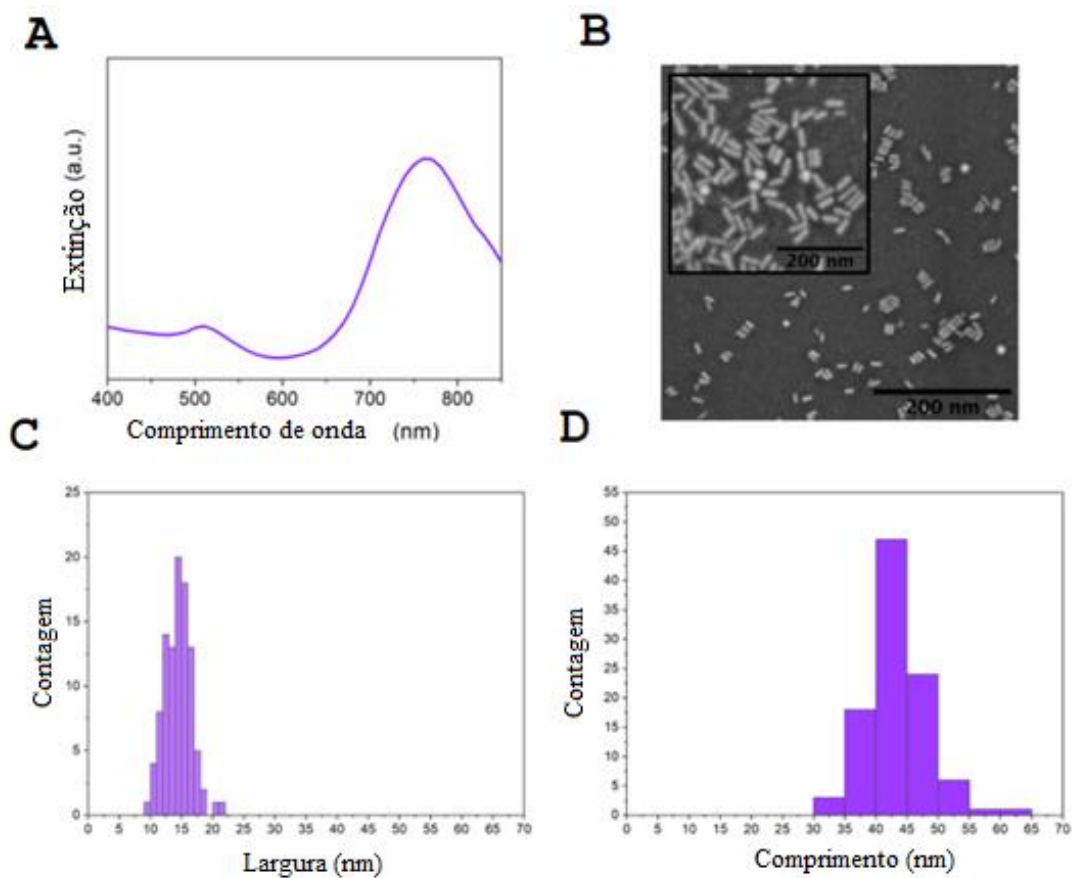 A
Extinção (a.u.)
400 500 600 700 800
Comprimento de onda (nm)
B
200 nm
200 nm
C
Contagem
25
20
15
10
5
0
0 5 10 15 20 25 30 35 40 45 50 55 60 65 70
Largura (nm)
D
Contagem
55
50
45
40
35
30
25
20
15
10
5
0
0 5 10 15 20 25 30 35 40 45 50 55 60 65 70
Comprimento (nm)